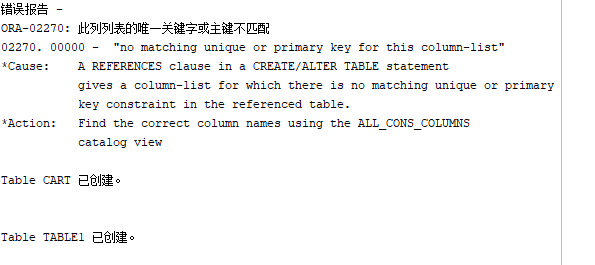 错误报告 -
ORA-02270: 此列列表的唯一关键字或主键不匹配
02270. 00000 -  "no matching unique or primary key for this column-list"
*Cause:    A REFERENCES clause in a CREATE/ALTER TABLE statement
           gives a column-list for which there is no matching unique or primary
           key constraint in the referenced table.
*Action:   Find the correct column names using the ALL_CONS_COLUMNS
           catalog view
Table CART 已创建。
Table TABLE1 已创建。